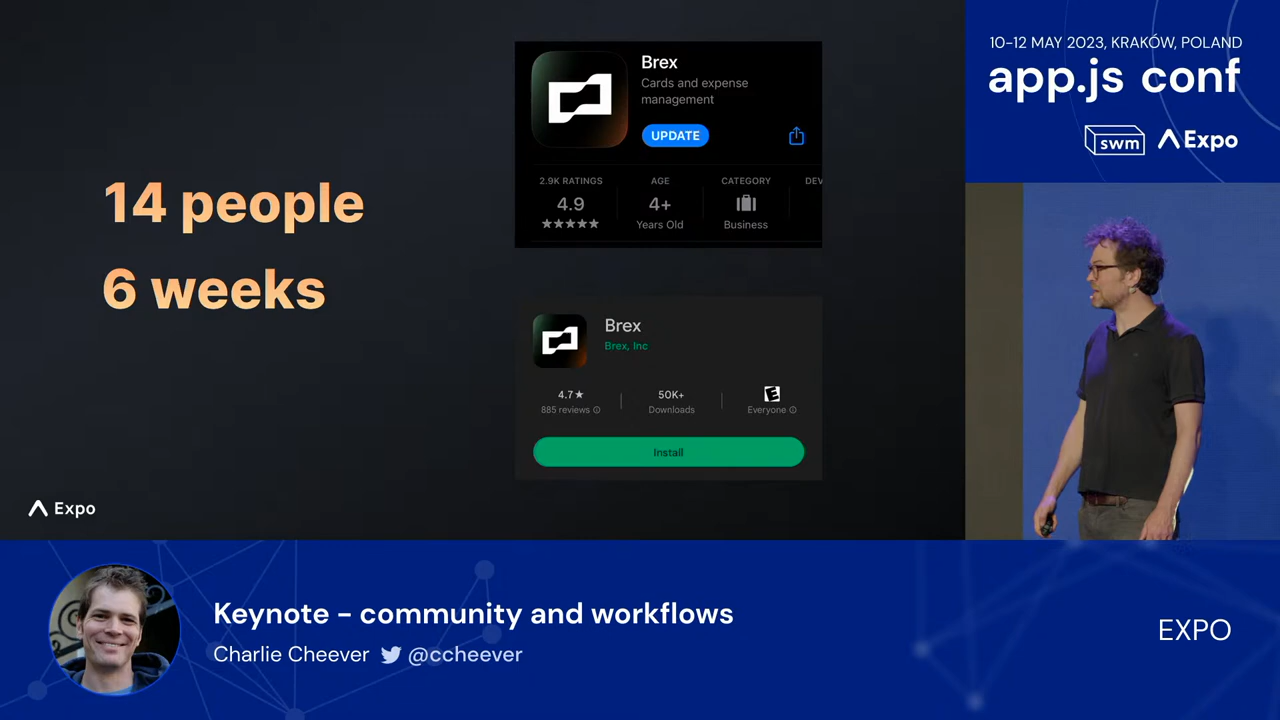 14 people
6 weeks
Brex
Cards and expense
management
UPDATE
2.9K RATINGS
4.9
AGE
4+
Years Old
CATEGORY
Business
DEV
Brex
Brex, Inc
4.7★
885 reviews
50K+
Downloads
E
Everyone
Install
Expo
10-12 MAY 2023, KRAKÓW, POLAND
app.js conf
swm
Expo
Keynote - community and workflows
Charlie Cheever @ccheever
EXPO